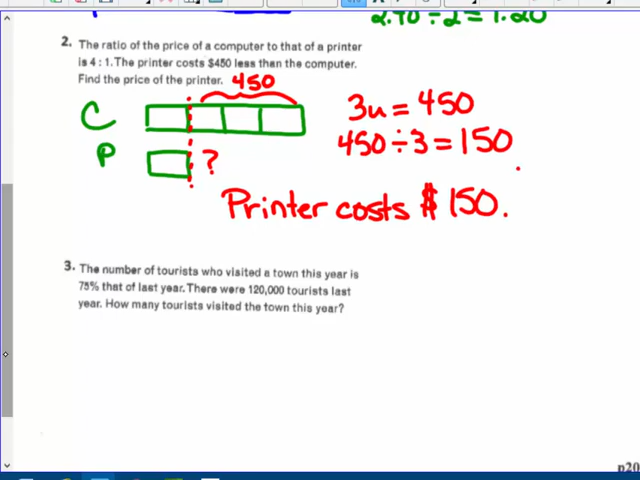 2.40 ÷ 2 = 1.20
2. The ratio of the price of a computer to that of a printer
is 4 : 1. The printer costs $450 less than the computer.
Find the price of the printer.
450
C
P
?
3u = 450
450 ÷ 3 = 150
Printer costs $ 150.
3. The number of tourists who visited a town this year is
75% that of last year. There were 120,000 tourists last
year. How many tourists visited the town this year?
p20